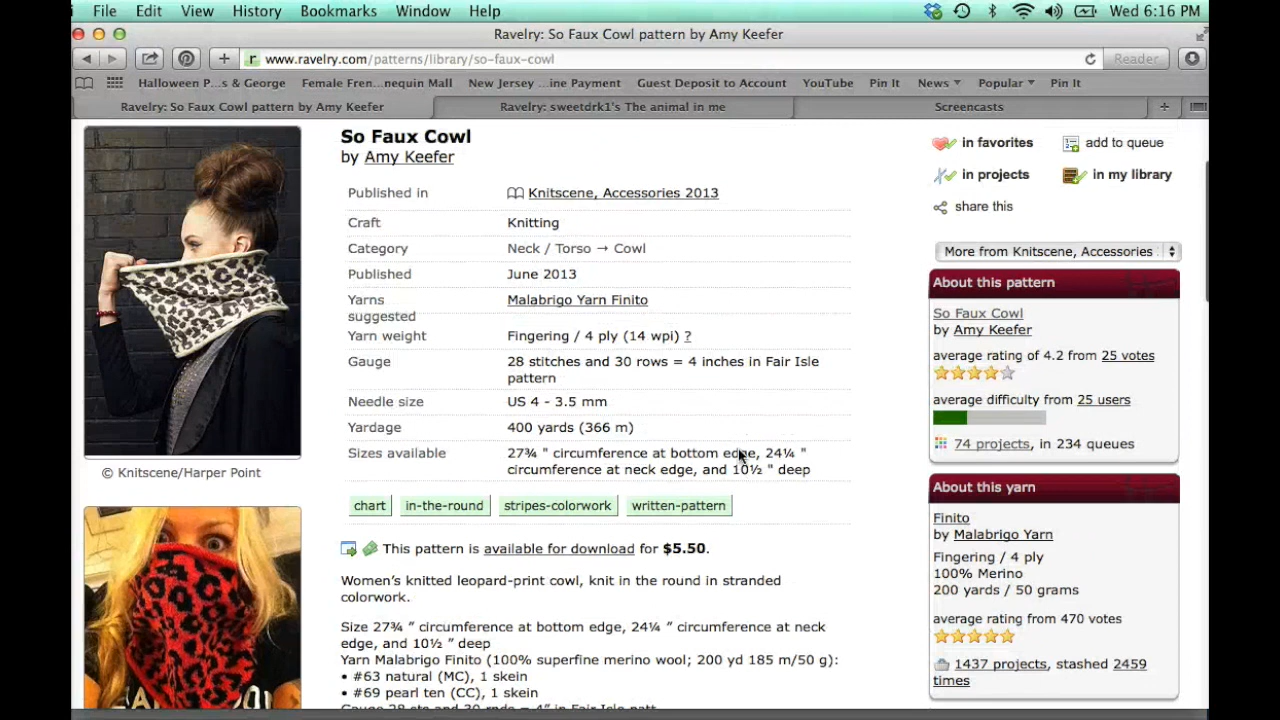 File Edit View History Bookmarks Window Help Wed 6:16 PM
Ravelry: So Faux Cowl pattern by Amy Keefer
www.ravelry.com/patterns/library/so-faux-cowl Reader
Halloween P...s & George Female Fren...nequin Mall New Jersey ...ine Payment Guest Deposit to Account YouTube Pin It News Popular Pin It
Ravelry: So Faux Cowl pattern by Amy Keefer Ravelry: sweetdrk1's The animal in me Screencasts
So Faux Cowl
by Amy Keefer
Published in Knitscene, Accessories 2013
Craft Knitting
Category Neck / Torso → Cowl
Published June 2013
Yarns suggested Malabrigo Yarn Finito
Yarn weight Fingering / 4 ply (14 wpi) ?
Gauge 28 stitches and 30 rows = 4 inches in Fair Isle
pattern
Needle size US 4 - 3.5 mm
Yardage 400 yards (366 m)
Sizes available 27¾ " circumference at bottom edge, 24¼ "
circumference at neck edge, and 10½ " deep
chart in-the-round stripes-colorwork written-pattern
This pattern is available for download for $5.50.
Women's knitted leopard-print cowl, knit in the round in stranded
colorwork.
Size 27¾ " circumference at bottom edge, 24¼ " circumference at neck
edge, and 10½ " deep
Yarn Malabrigo Finito (100% superfine merino wool; 200 yd 185 m/50 g):
• #63 natural (MC), 1 skein
• #69 pearl ten (CC), 1 skein
Gauge 28 sts and 30 rnds = 4" in Fair Isle patt
© Knitscene/Harper Point
in favorites add to queue
in projects in my library
share this
More from Knitscene, Accessories
About this pattern
So Faux Cowl
by Amy Keefer
average rating of 4.2 from 25 votes
average difficulty from 25 users
74 projects, in 234 queues
About this yarn
Finito
by Malabrigo Yarn
Fingering / 4 ply
100% Merino
200 yards / 50 grams
average rating from 470 votes
1437 projects, stashed 2459
times